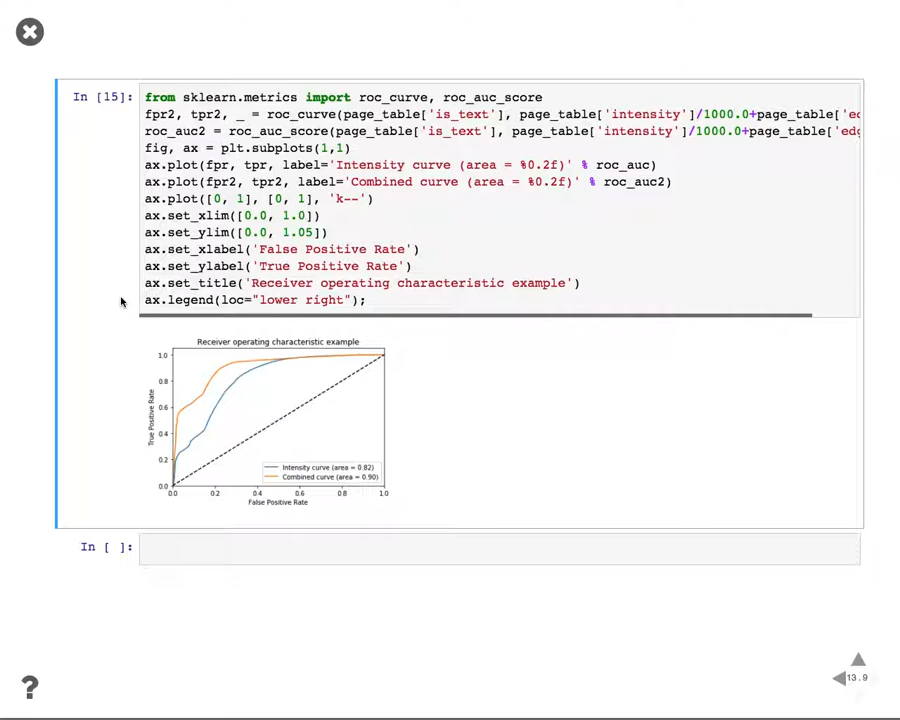 In [15]:
from sklearn.metrics import roc_curve, roc_auc_score
fpr2, tpr2, _ = roc_curve(page_table['is_text'], page_table['intensity']/1000.0+page_table['ed
roc_auc2 = roc_auc_score(page_table['is_text'], page_table['intensity']/1000.0+page_table['edg
fig, ax = plt.subplots(1,1)
ax.plot(fpr, tpr, label='Intensity curve (area = %0.2f)' % roc_auc)
ax.plot(fpr2, tpr2, label='Combined curve (area = %0.2f)' % roc_auc2)
ax.plot([0, 1], [0, 1], 'k--')
ax.set_xlim([0.0, 1.0])
ax.set_ylim([0.0, 1.05])
ax.set_xlabel('False Positive Rate')
ax.set_ylabel('True Positive Rate')
ax.set_title('Receiver operating characteristic example')
ax.legend(loc="lower right");
Receiver operating characteristic example
1.0
0.8
0.6
0.4
0.2
0.0
True Positive Rate
Intensity curve (area = 0.82)
Combined curve (area = 0.90)
0.0 0.2 0.4 0.6 0.8 1.0
False Positive Rate
In [ ]:
?
13.9